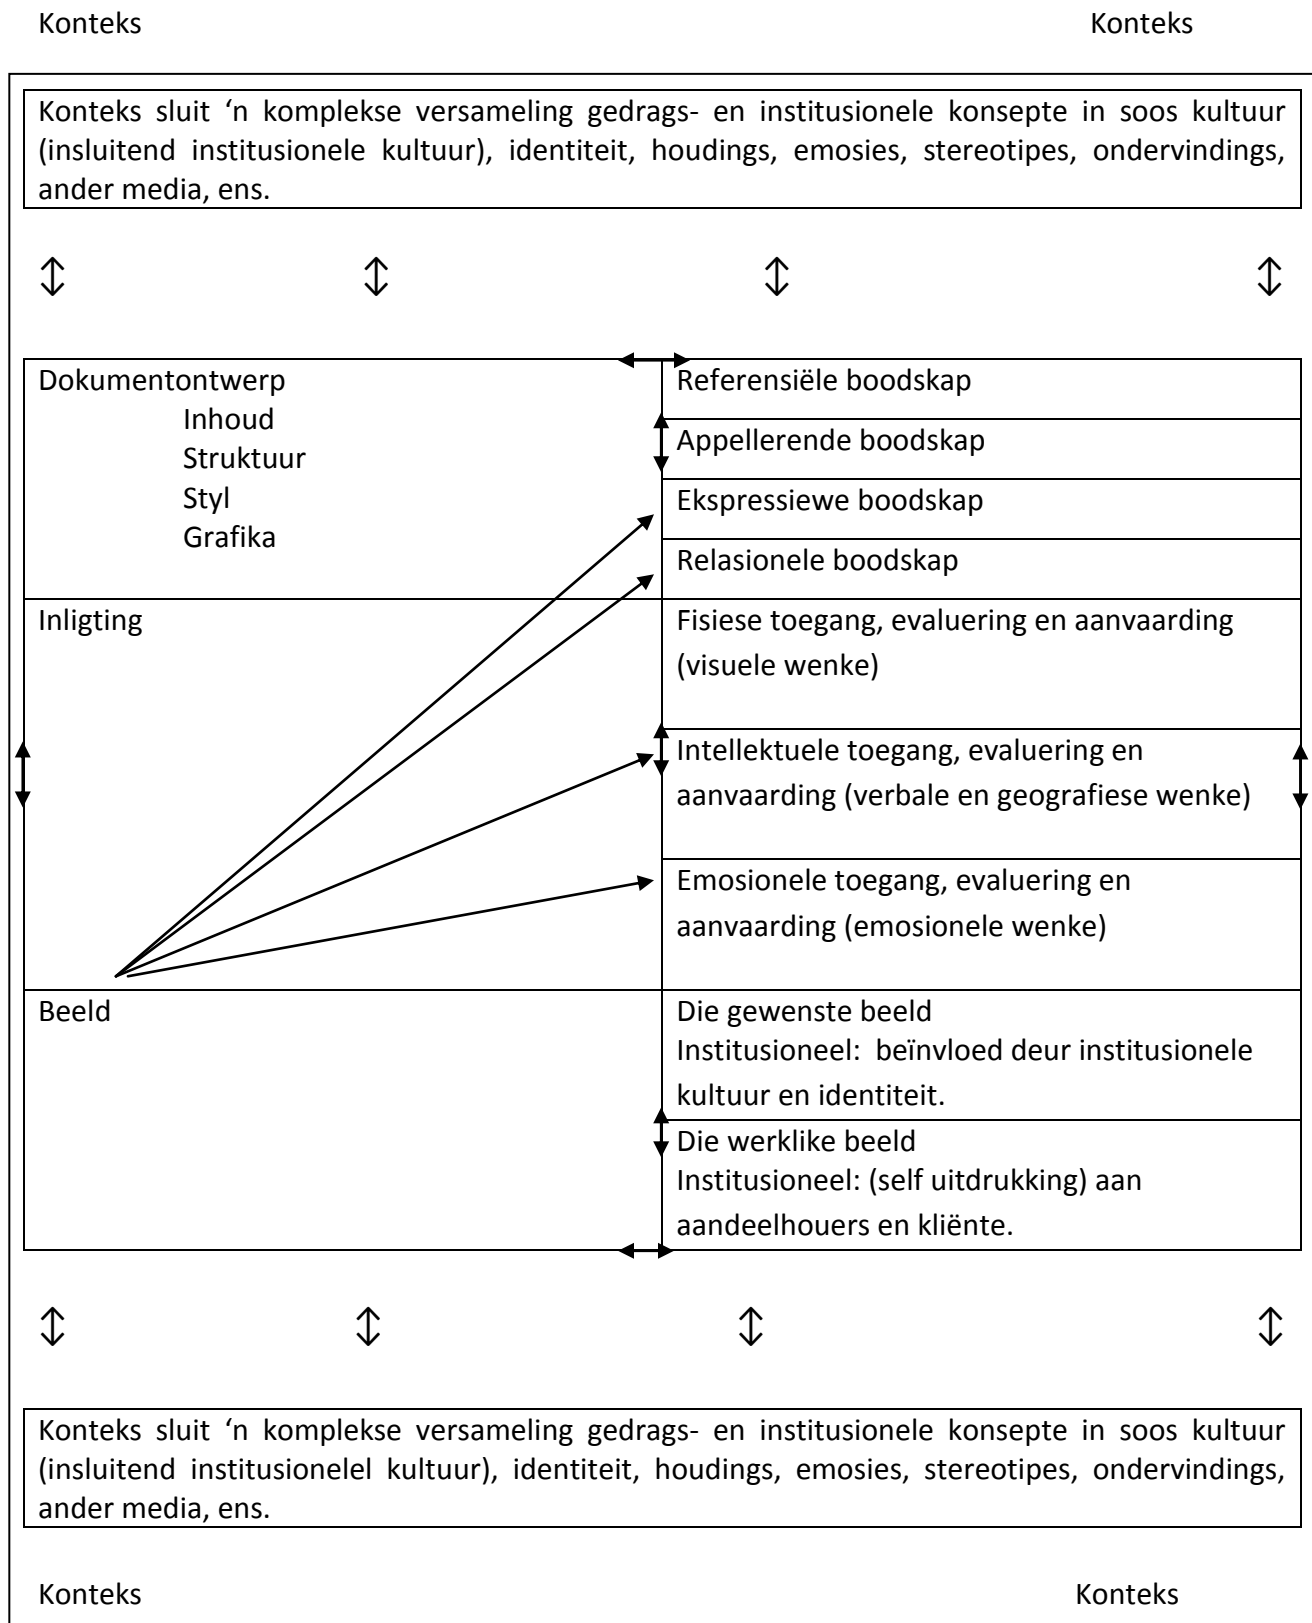 Konteks Konteks
Konteks sluit ‘n komplekse versameling gedrags- en institusionele konsepte in soos kultuur
(insluitend institusionele kultuur), identiteit, houdings, emosies, stereotipes, ondervindings,
ander media, ens.
Dokumentontwerp
Inhoud
Struktuur
Styl
Grafika
Referensiële boodskap
Appellerende boodskap
Ekspressiewe boodskap
Relasionele boodskap
Inligting
Fisiese toegang, evaluering en aanvaarding
(visuele wenke)
Intellektuele toegang, evaluering en
aanvaarding (verbale en geografiese wenke)
Emosionele toegang, evaluering en
aanvaarding (emosionele wenke)
Beeld
Die gewenste beeld
Institusioneel: beïnvloed deur institusionele
kultuur en identiteit.
Die werklike beeld
Institusioneel: (self uitdrukking) aan
aandeelhouers en kliënte.
Konteks sluit ‘n komplekse versameling gedrags- en institusionele konsepte in soos kultuur
(insluitend institusionelel kultuur), identiteit, houdings, emosies, stereotipes, ondervindings,
ander media, ens.
Konteks Konteks